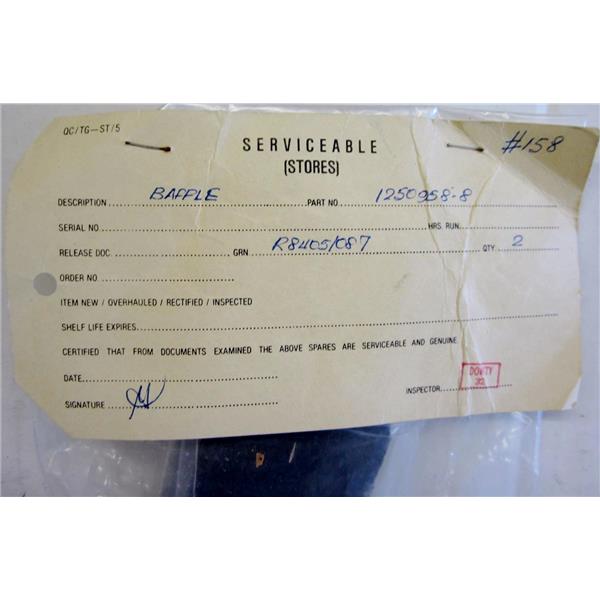 QC/TG-ST/5
SERVICEABLE #158
(STORES)
DESCRIPTION BAFFLE PART NO 1250958-8
SERIAL NO HRS. RUN
RELEASE DOC. GRN R8405/087 QTY 2
ORDER NO.
ITEM NEW / OVERHAULED / RECTIFIED / INSPECTED
SHELF LIFE EXPIRES
CERTIFIED THAT FROM DOCUMENTS EXAMINED THE ABOVE SPARES ARE SERVICEABLE AND GENUINE
DATE
INSPECTOR DOWTY
SIGNATURE